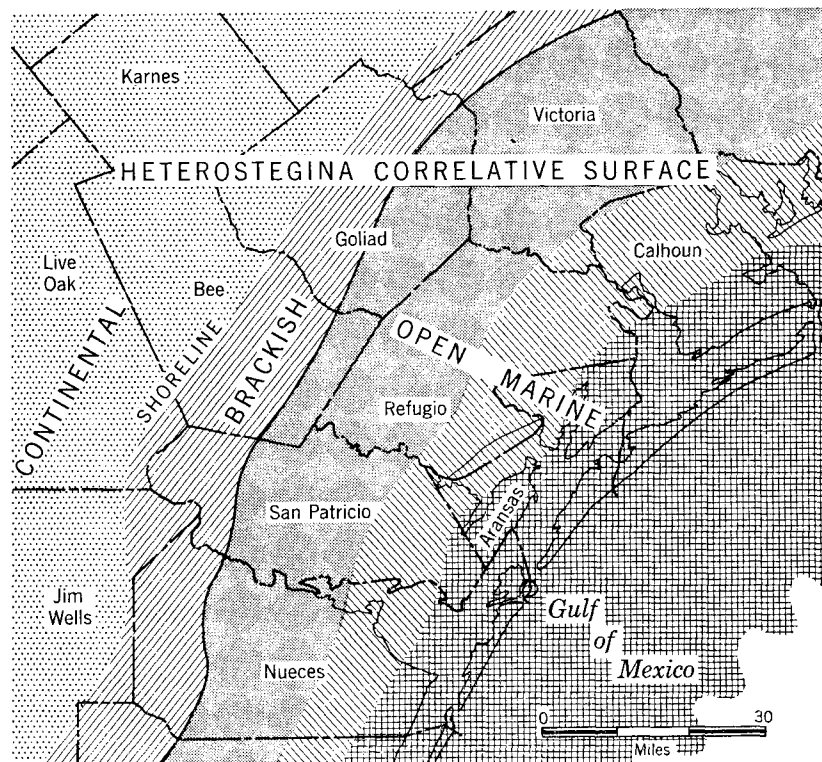 Karnes
Victoria
HETEROSTEGINA CORRELATIVE SURFACE
Goliad
Calhoun
Live
Oak
Bee
CONTINENTAL
SHORELINE
BRACKISH
OPEN MARINE
Refugio
San Patricio
Aransas
Jim
Wells
Nueces
Gulf
of
Mexico
0 30
Miles